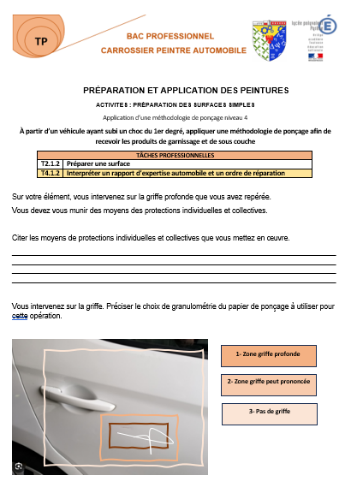 TP
BAC PROFESSIONNEL
CARROSSIER PEINTRE AUTOMOBILE
PRÉPARATION ET APPLICATION DES PEINTURES
ACTIVITES : PRÉPARATION DES SURFACES SIMPLES
Application d'une méthodologie de ponçage niveau 4
À partir d'un véhicule ayant subi un choc du 1er degré, appliquer une méthodologie de ponçage afin de
recevoir les produits de garnissage et de sous couche
TÂCHES PROFESSIONNELLES
T2.1.2 Préparer une surface
T4.1.2 Interpréter un rapport d'expertise automobile et un ordre de réparation
Sur votre élément, vous intervenez sur la griffe profonde que vous avez repérée.
Vous devez vous munir des moyens des protections individuelles et collectives.
Citer les moyens de protections individuelles et collectives que vous mettez en œuvre.
Vous intervenez sur la griffe. Préciser le choix de granulométrie du papier de ponçage à utiliser pour
cette opération.
1- Zone griffe profonde
2- Zone griffe peut prononcée
3- Pas de griffe